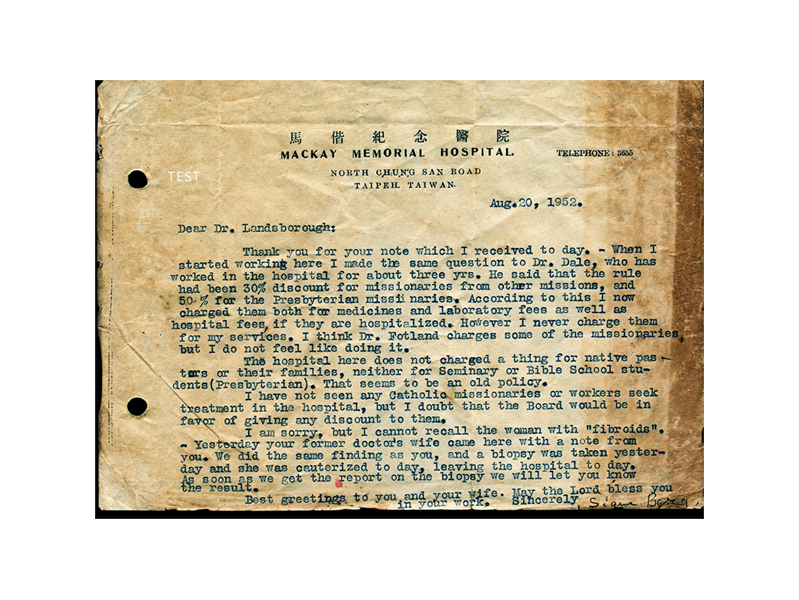 馬偕紀念醫院
MACKAY MEMORIAL HOSPITAL.
TELEPHONE: 3655
TEST
NORTH CHUNG SAN ROAD
TAIPEH. TAIWAN.
Aug.20, 1952.
Dear Dr. Landsborough:
Thank you for your note which I received to day. - When I
started working here I made the same question to Dr. Dale, who has
worked in the hospital for about three yrs. He said that the rule
had been 30% discount for missionaries from other missions, and
50 % for the Presbyterian missiinaries. According to this I now
charged them both for medicines and laboratory fees as well as
hospital fees, if they are hospitalized. However I never charge them
for my services. I think Dr. Fotland charges some of the missionaries,
but I do not feel like doing it.
The hospital here does not charged a thing for native pas-
tors or their families, neither for Seminary or Bible School stu-
dents(Presbyterian). That seems to be an old policy.
I have not seen any Catholic missionaries or workers seek
treatment in the hospital, but I doubt that the Board would be in
favor of giving any discount to them.
I am sorry, but I cannot recall the woman with "fibroids".
- Yesterday your former doctor's wife came here with a note from
you. We did the same finding as you, and a biopsy was taken yester-
day and she was cauterized to day, leaving the hospital to day.
As soon as we get the report on the biopsy we will let you know
the result.
Best greetings to you and your wife. May the Lord bless you
in your work. Sincerely,